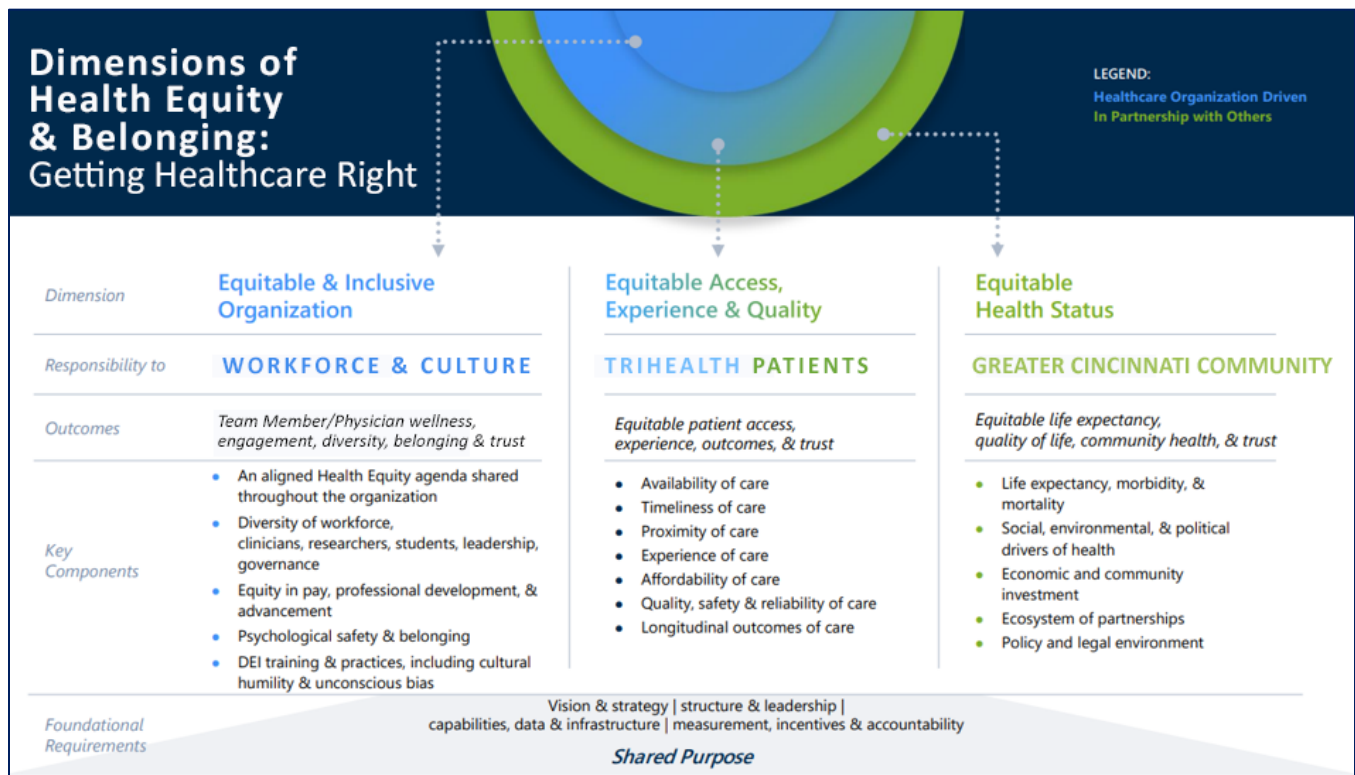 Dimensions of
Health Equity
& Belonging:
Getting Healthcare Right
LEGEND:
Healthcare Organization Driven
In Partnership with Others
Dimension
Equitable & Inclusive
Organization
Equitable Access,
Experience & Quality
Equitable
Health Status
Responsibility to
WORKFORCE & CULTURE
TRIHEALTH PATIENTS
GREATER CINCINNATI COMMUNITY
Outcomes
Team Member/Physician wellness,
engagement, diversity, belonging & trust
Equitable patient access,
experience, outcomes, & trust
Equitable life expectancy,
quality of life, community health, & trust
Key
Components
• An aligned Health Equity agenda shared
throughout the organization
• Diversity of workforce,
clinicians, researchers, students, leadership,
governance
• Equity in pay, professional development, &
advancement
• Psychological safety & belonging
• DEI training & practices, including cultural
humility & unconscious bias
• Availability of care
• Timeliness of care
• Proximity of care
• Experience of care
• Affordability of care
• Quality, safety & reliability of care
• Longitudinal outcomes of care
• Life expectancy, morbidity, &
mortality
• Social, environmental, & political
drivers of health
• Economic and community
investment
• Ecosystem of partnerships
• Policy and legal environment
Foundational
Requirements
Vision & strategy | structure & leadership |
capabilities, data & infrastructure | measurement, incentives & accountability
Shared Purpose